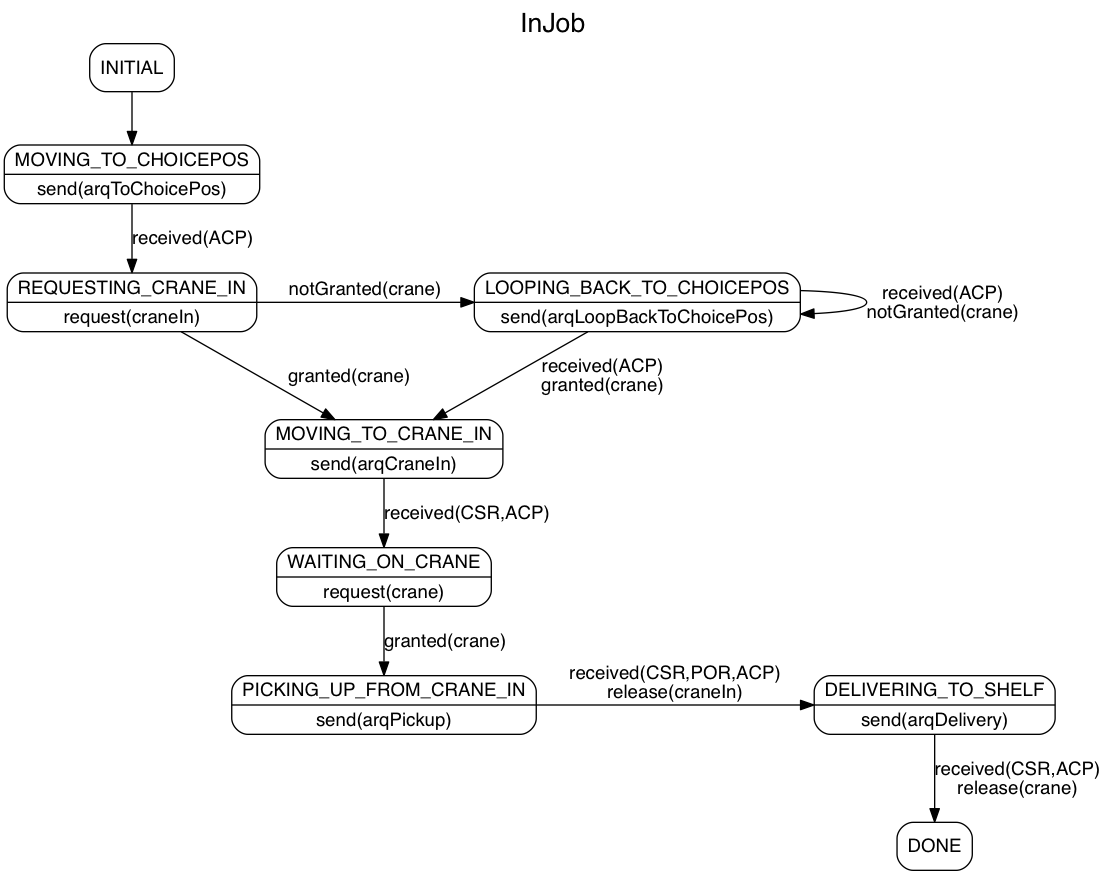 InJob
INITIAL
MOVING_TO_CHOICEPOS
send(arqToChoicePos)
received(ACP)
REQUESTING_CRANE_IN
request(craneIn)
notGranted(crane)
LOOPING_BACK_TO_CHOICEPOS
send(arqLoopBackToChoicePos)
received(ACP)
notGranted(crane)
granted(crane)
received(ACP)
granted(crane)
MOVING_TO_CRANE_IN
send(arqCraneIn)
received(CSR,ACP)
WAITING_ON_CRANE
request(crane)
granted(crane)
PICKING_UP_FROM_CRANE_IN
send(arqPickup)
received(CSR,POR,ACP)
release(craneIn)
DELIVERING_TO_SHELF
send(arqDelivery)
received(CSR,ACP)
release(crane)
DONE